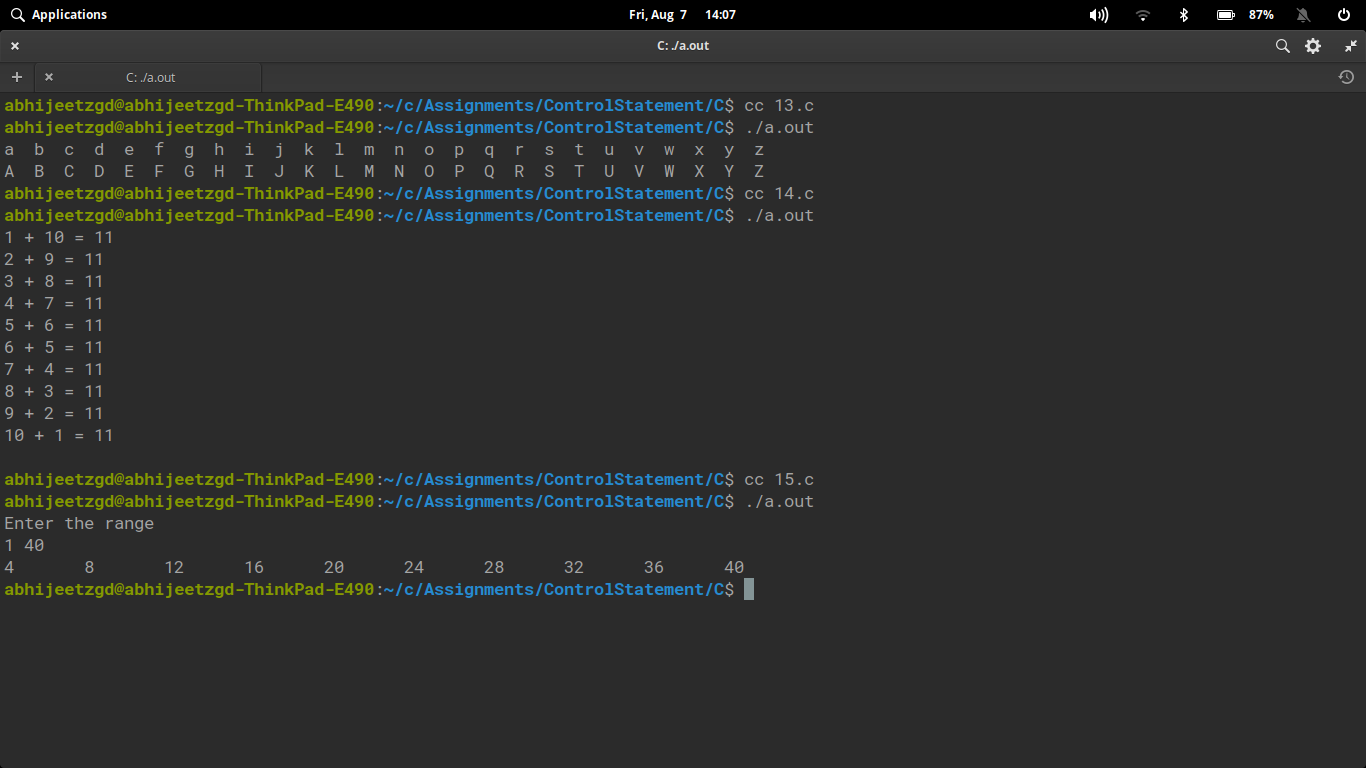 Applications Fri, Aug 7 14:07 87%
C: ./a.out
C: ./a.out
abhijeetzgd@abhijeetzgd-ThinkPad-E490:~/c/Assignments/ControlStatement/C$ cc 13.c
abhijeetzgd@abhijeetzgd-ThinkPad-E490:~/c/Assignments/ControlStatement/C$ ./a.out
a b c d e f g h i j k l m n o p q r s t u v w x y z
A B C D E F G H I J K L M N O P Q R S T U V W X Y Z
abhijeetzgd@abhijeetzgd-ThinkPad-E490:~/c/Assignments/ControlStatement/C$ cc 14.c
abhijeetzgd@abhijeetzgd-ThinkPad-E490:~/c/Assignments/ControlStatement/C$ ./a.out
1 + 10 = 11
2 + 9 = 11
3 + 8 = 11
4 + 7 = 11
5 + 6 = 11
6 + 5 = 11
7 + 4 = 11
8 + 3 = 11
9 + 2 = 11
10 + 1 = 11
abhijeetzgd@abhijeetzgd-ThinkPad-E490:~/c/Assignments/ControlStatement/C$ cc 15.c
abhijeetzgd@abhijeetzgd-ThinkPad-E490:~/c/Assignments/ControlStatement/C$ ./a.out
Enter the range
1 40
4 8 12 16 20 24 28 32 36 40
abhijeetzgd@abhijeetzgd-ThinkPad-E490:~/c/Assignments/ControlStatement/C$